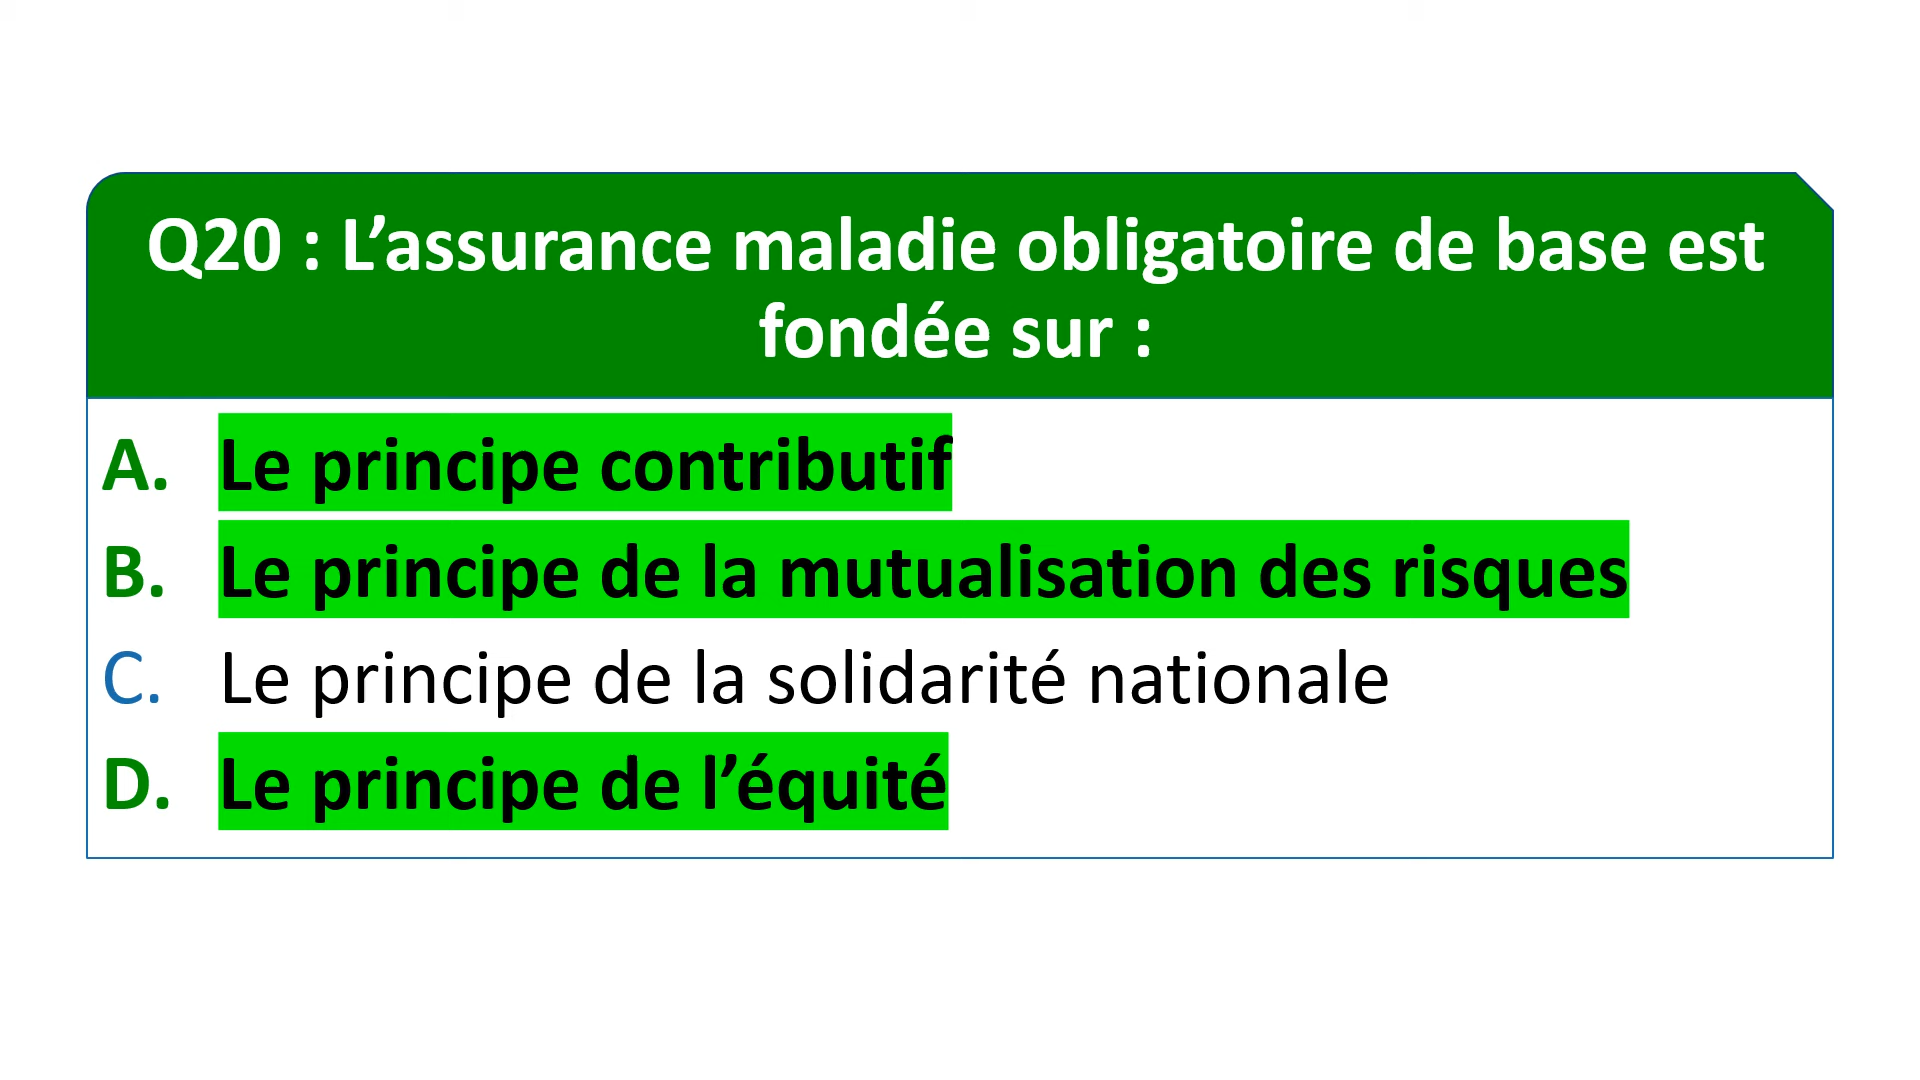 Q20 : L’assurance maladie obligatoire de base est
fondée sur :
A. Le principe contributif
B. Le principe de la mutualisation des risques
C. Le principe de la solidarité nationale
D. Le principe de l’équité